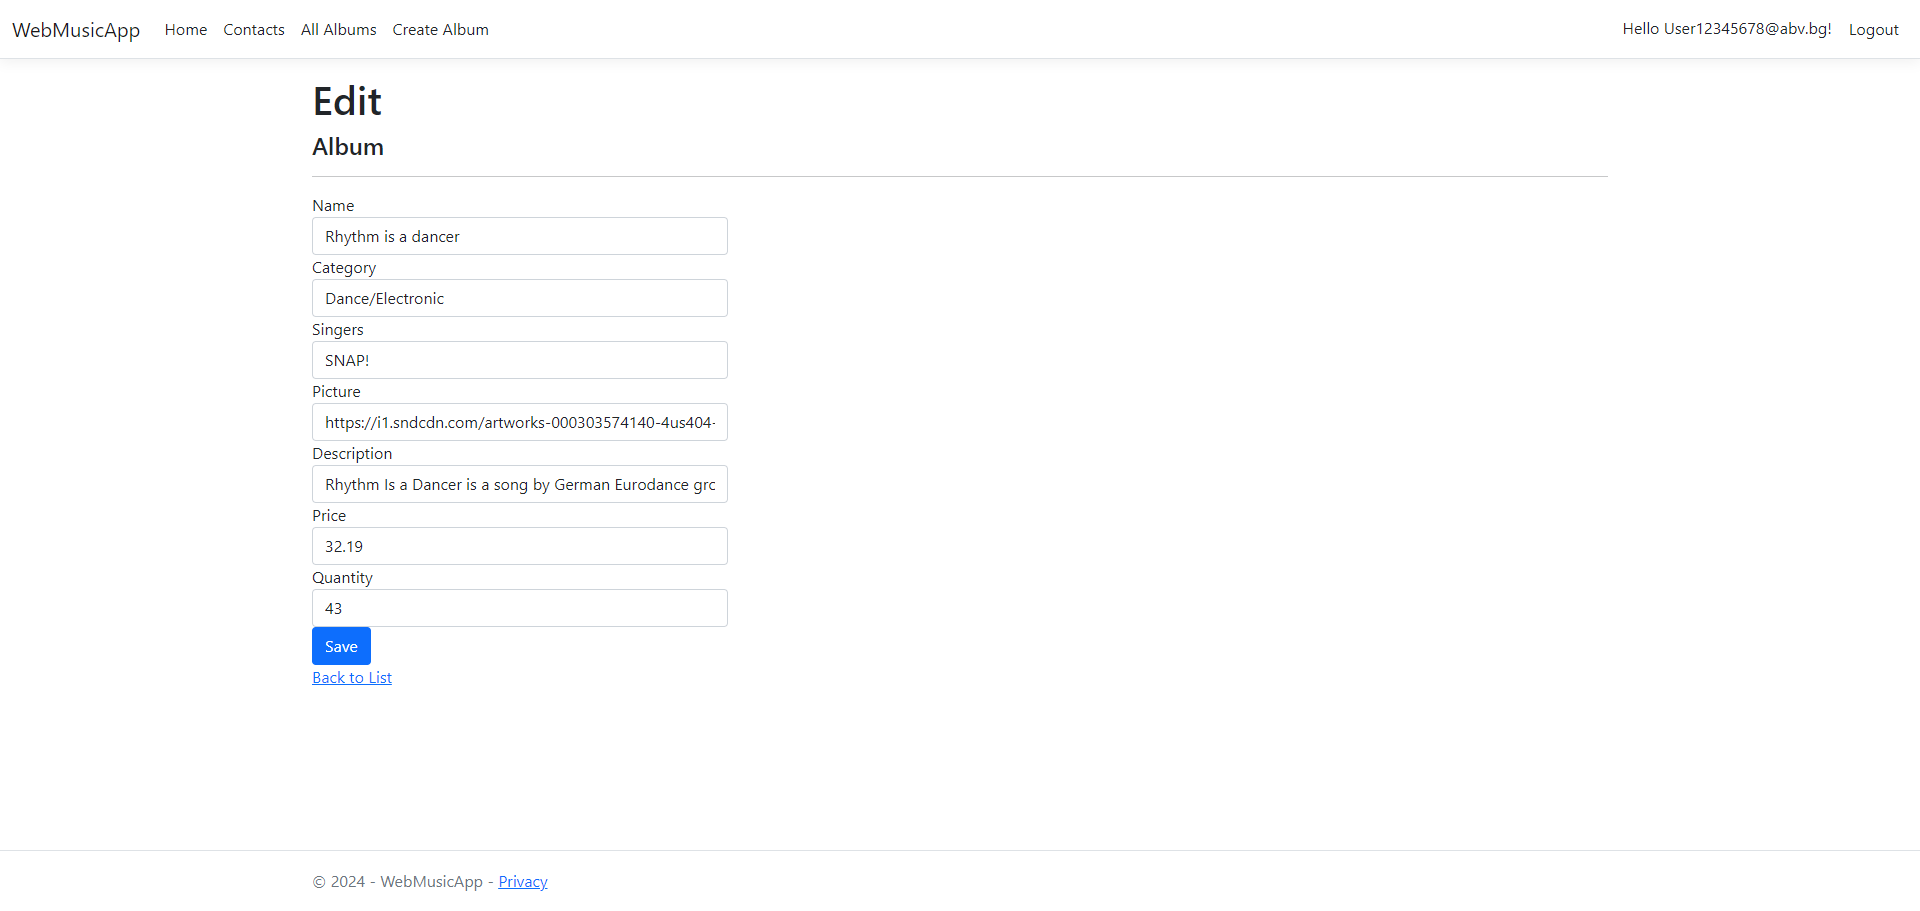 WebMusicApp Home Contacts All Albums Create Album Hello User12345678@abv.bg! Logout
Edit
Album
Name
Rhythm is a dancer
Category
Dance/Electronic
Singers
SNAP!
Picture
https://i1.sndcdn.com/artworks-000303574140-4us404-
Description
Rhythm Is a Dancer is a song by German Eurodance grc
Price
32.19
Quantity
43
Save
Back to List
© 2024 - WebMusicApp - Privacy